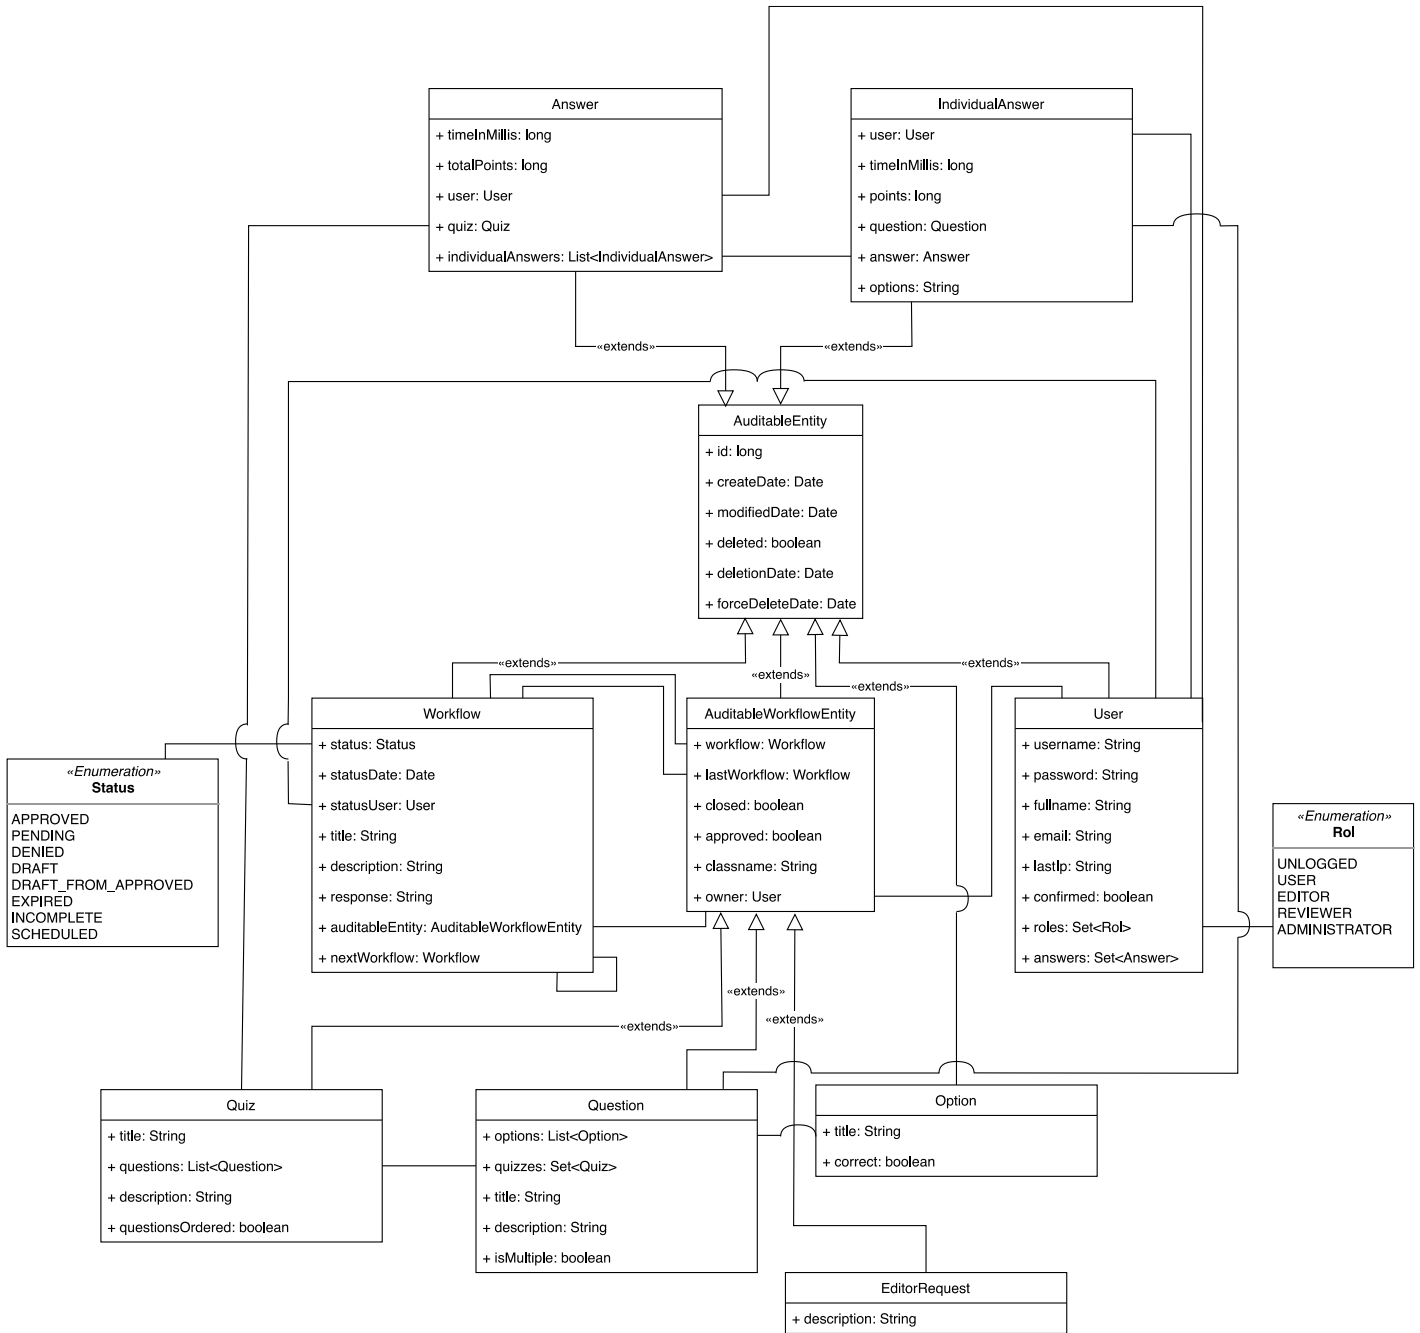 Answer
+ timeInMillis: long
+ totalPoints: long
+ user: User
+ quiz: Quiz
+ individualAnswers: List<IndividualAnswer>
IndividualAnswer
+ user: User
+ timeInMillis: long
+ points: long
+ question: Question
+ answer: Answer
+ options: String
«extends»
«extends»
AuditableEntity
+ id: long
+ createDate: Date
+ modifiedDate: Date
+ deleted: boolean
+ deletionDate: Date
+ forceDeleteDate: Date
«extends»
«extends»
«extends»
«extends»
Workflow
+ status: Status
+ statusDate: Date
+ statusUser: User
+ title: String
+ description: String
+ response: String
+ auditableEntity: AuditableWorkflowEntity
+ nextWorkflow: Workflow
AuditableWorkflowEntity
+ workflow: Workflow
+ lastWorkflow: Workflow
+ closed: boolean
+ approved: boolean
+ classname: String
+ owner: User
User
+ username: String
+ password: String
+ fullname: String
+ email: String
+ lastIp: String
+ confirmed: boolean
+ roles: Set<Rol>
+ answers: Set<Answer>
«Enumeration»
Status
APPROVED
PENDING
DENIED
DRAFT
DRAFT_FROM_APPROVED
EXPIRED
INCOMPLETE
SCHEDULED
«Enumeration»
Rol
UNLOGGED
USER
EDITOR
REVIEWER
ADMINISTRATOR
«extends»
«extends»
«extends»
Quiz
+ title: String
+ questions: List<Question>
+ description: String
+ questionsOrdered: boolean
Question
+ options: List<Option>
+ quizzes: Set<Quiz>
+ title: String
+ description: String
+ isMultiple: boolean
Option
+ title: String
+ correct: boolean
EditorRequest
+ description: String